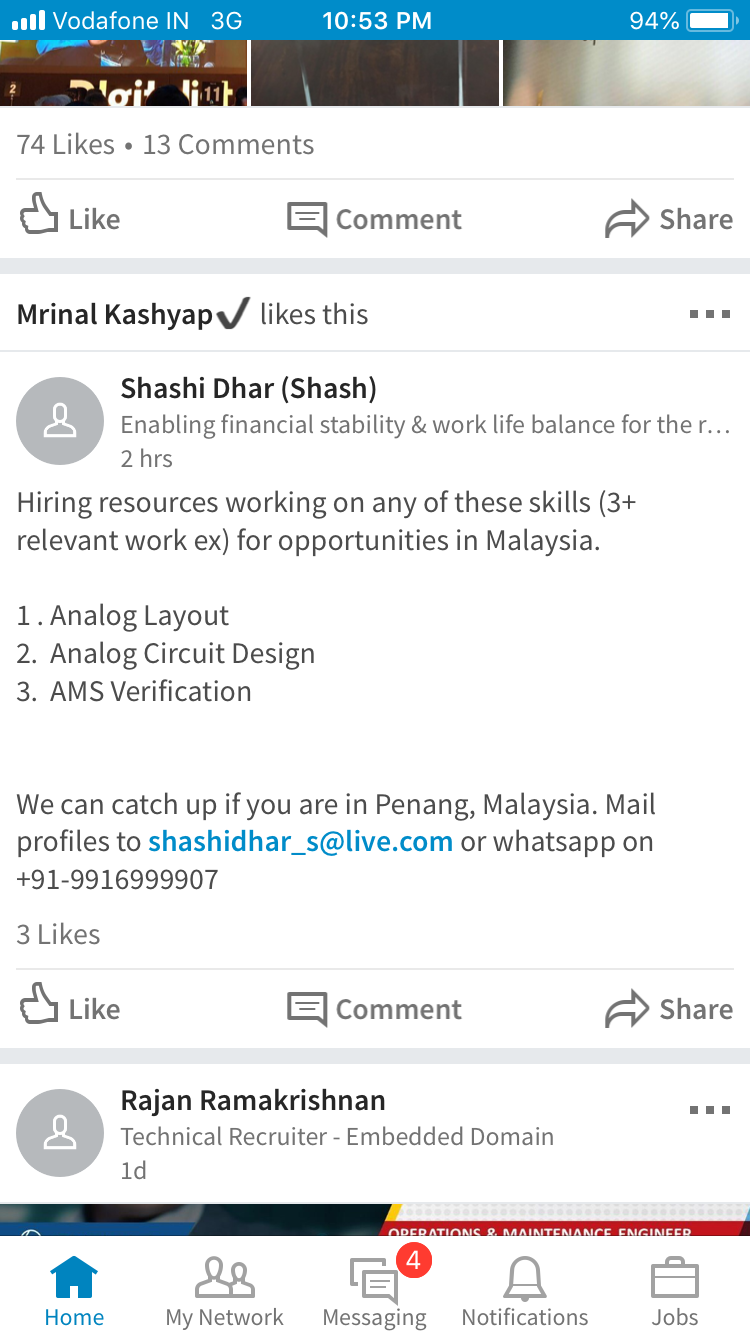 Vodafone IN 3G 10:53 PM 94%
2
11
74 Likes • 13 Comments
Like Comment Share
Mrinal Kashyap✔ likes this
Shashi Dhar (Shash)
Enabling financial stability & work life balance for the r...
2 hrs
Hiring resources working on any of these skills (3+
relevant work ex) for opportunities in Malaysia.
1 . Analog Layout
2. Analog Circuit Design
3. AMS Verification
We can catch up if you are in Penang, Malaysia. Mail
profiles to shashidhar_s@live.com or whatsapp on
+91-9916999907
3 Likes
Like Comment Share
Rajan Ramakrishnan
Technical Recruiter - Embedded Domain
1d
OPERATIONS & MAINTENANCE ENGINEER
4
Home My Network Messaging Notifications Jobs